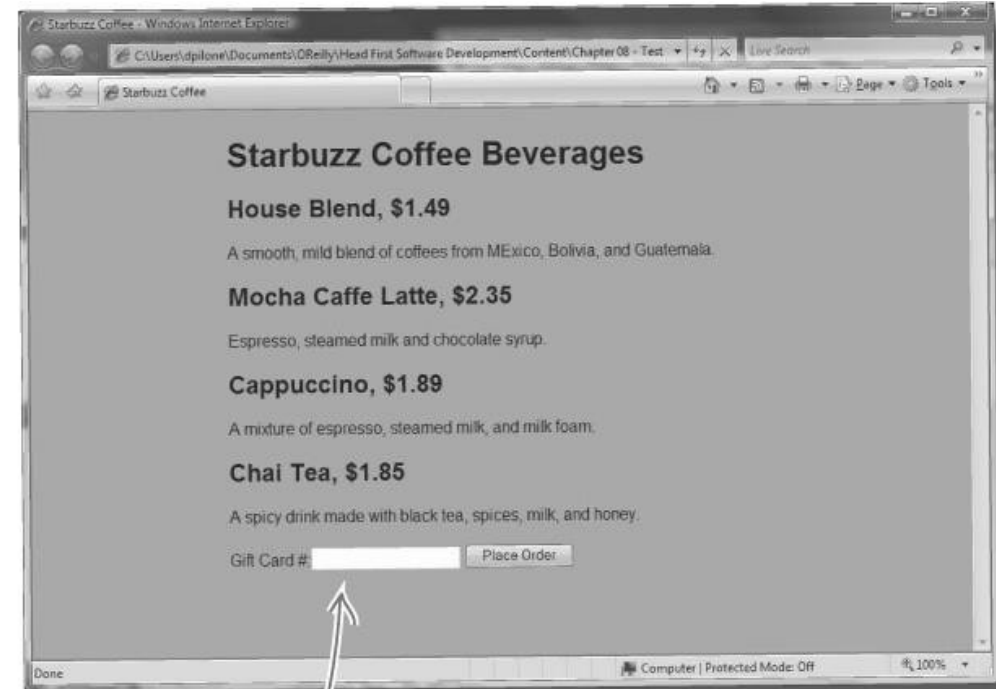 Starbuzz Coffee - Windows Internet Explorer
C:\Users\dpilone\Documents\OReilly\Head First Software Development\Content\Chapter 08 - Test
Live Search
Starbuzz Coffee
Page
Tools
Starbuzz Coffee Beverages
House Blend, $1.49
A smooth, mild blend of coffees from MExico, Bolivia, and Guatemala.
Mocha Caffe Latte, $2.35
Espresso, steamed milk and chocolate syrup.
Cappuccino, $1.89
A mixture of espresso, steamed milk, and milk foam.
Chai Tea, $1.85
A spicy drink made with black tea, spices, milk, and honey.
Gift Card #: Place Order
Done
Computer | Protected Mode: Off
100%